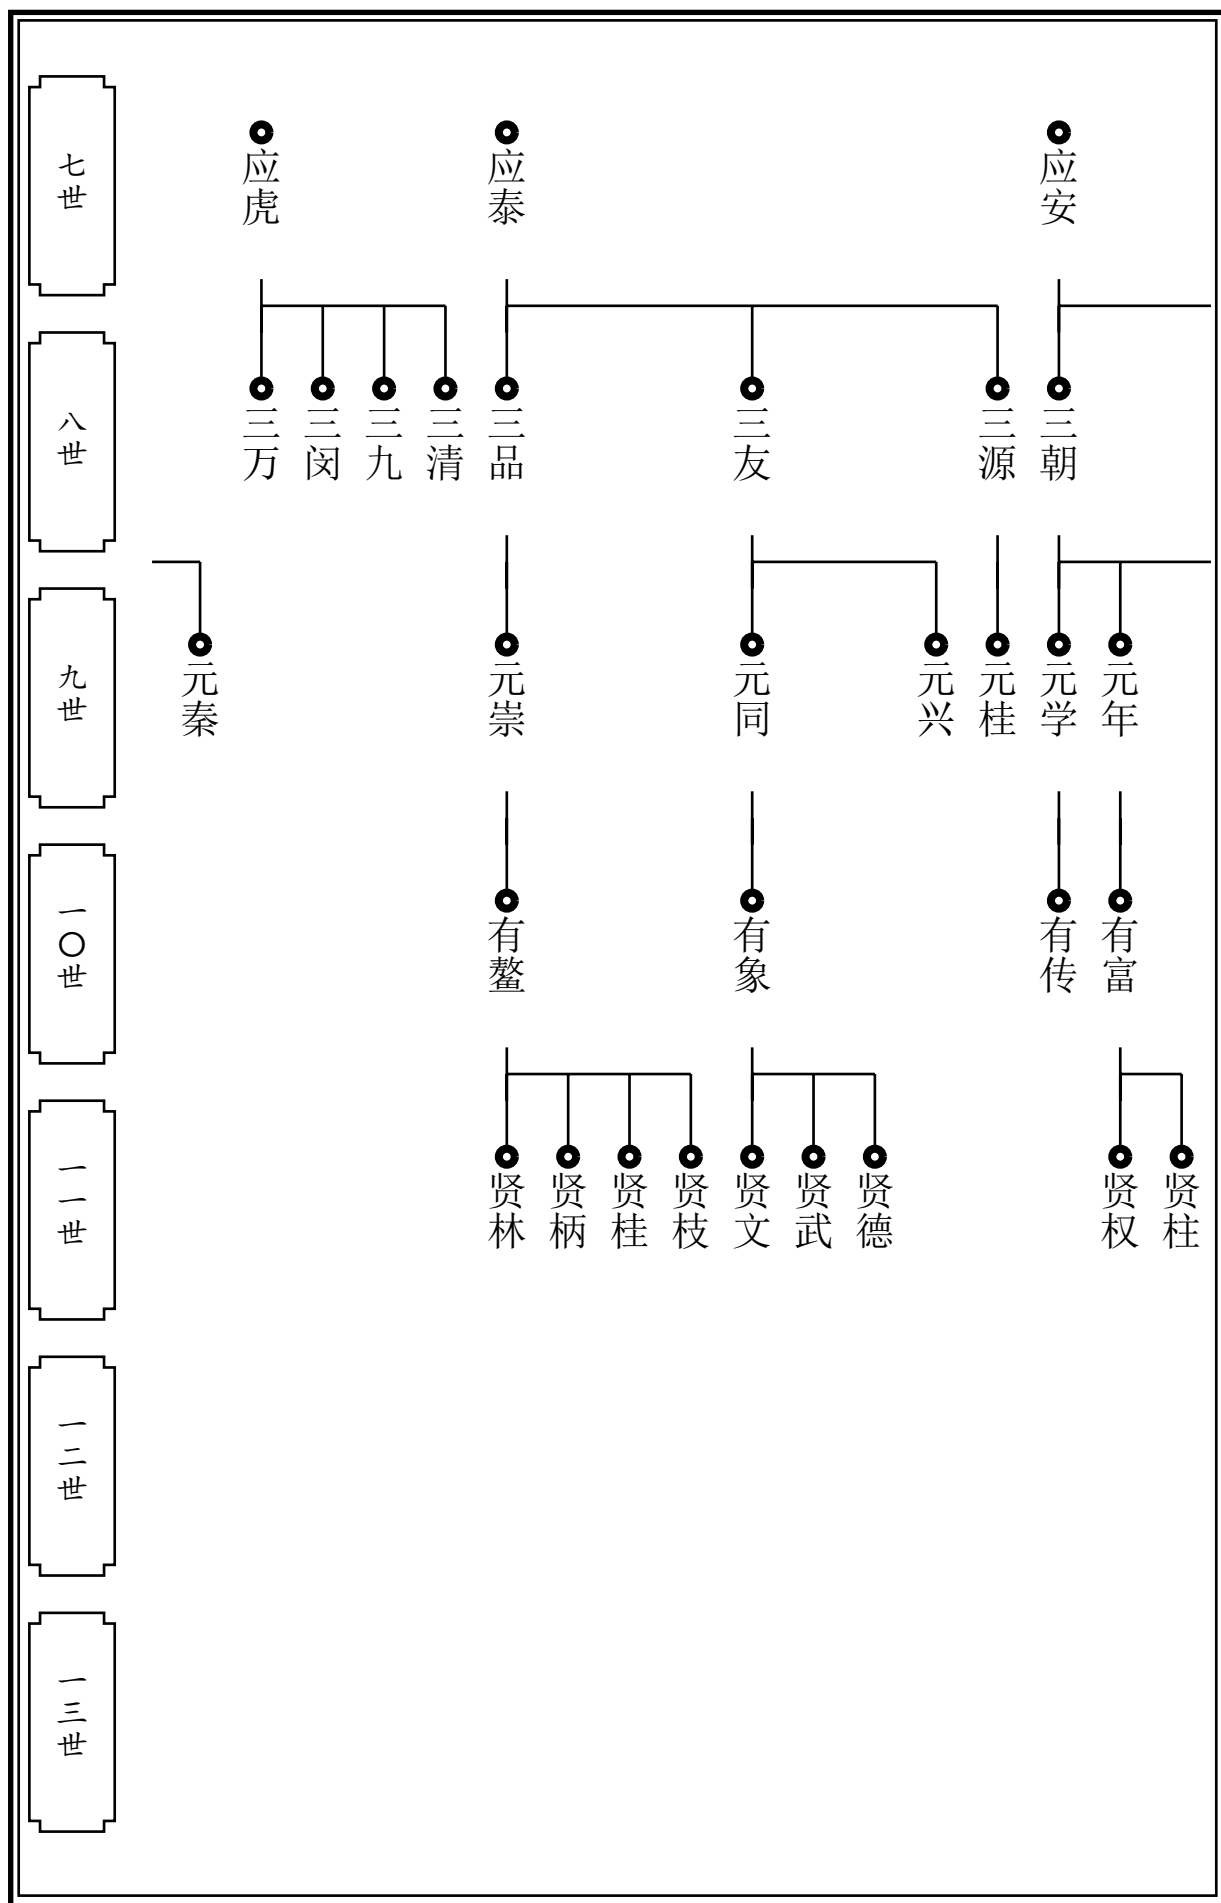 七世
应虎
应泰
应安
八世
三万
三闵
三九
三清
三品
三友
三源
三朝
九世
元秦
元崇
元同
元兴
元桂
元学
元年
一〇世
有鳌
有象
有传
有富
一一世
贤林
贤柄
贤桂
贤枝
贤文
贤武
贤德
贤权
贤柱
一二世
一三世